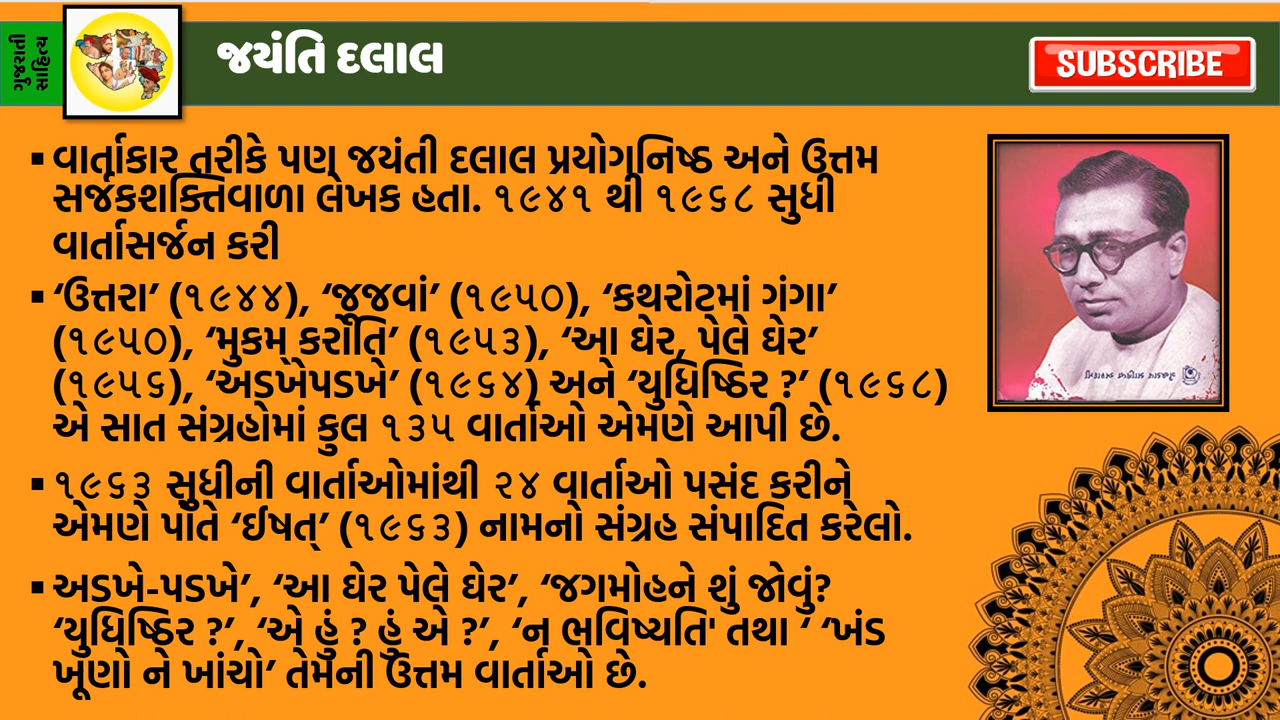 ગુજરાતી
સાહિત્ય
જયંતિ દલાલ
SUBSCRIBE
▪ વાર્તાકાર તરીકે પણ જયંતી દલાલ પ્રયોગનિષ્ઠ અને ઉત્તમ
સર્જકશક્તિવાળા લેખક હતા. ૧૯૪૧ થી ૧૯૬૮ સુધી
વાર્તાસર્જન કરી
▪ ‘ઉત્તરા’ (૧૯૪૪), ‘જૂજવાં’ (૧૯૫૦), ‘કથરોટમાં ગંગા’
(૧૯૫૦), ‘મુકમ્ કરોતિ’ (૧૯૫૩), ‘આ ઘેર, પેલે ઘેર’
(૧૯૫૬), ‘અડખેપડખે’ (૧૯૬૪) અને ‘યુધિષ્ઠિર ?’ (૧૯૬૮)
એ સાત સંગ્રહોમાં કુલ ૧૩૫ વાર્તાઓ એમણે આપી છે.
▪ ૧૯૬૩ સુધીની વાર્તાઓમાંથી ૨૪ વાર્તાઓ પસંદ કરીને
એમણે પોતે ‘ઈષત્’ (૧૯૬૩) નામનો સંગ્રહ સંપાદિત કરેલો.
▪ અડખે-પડખે’, ‘આ ઘેર પેલે ઘેર’, ‘જગમોહને શું જોવું?
‘યુધિષ્ઠિર ?’, ‘એ હું ? હું એ ?’, ‘ન ભવિષ્યતિ' તથા ‘ ‘ખંડ
ખૂણો ને ખાંચો’ તેમની ઉત્તમ વાર્તાઓ છે.